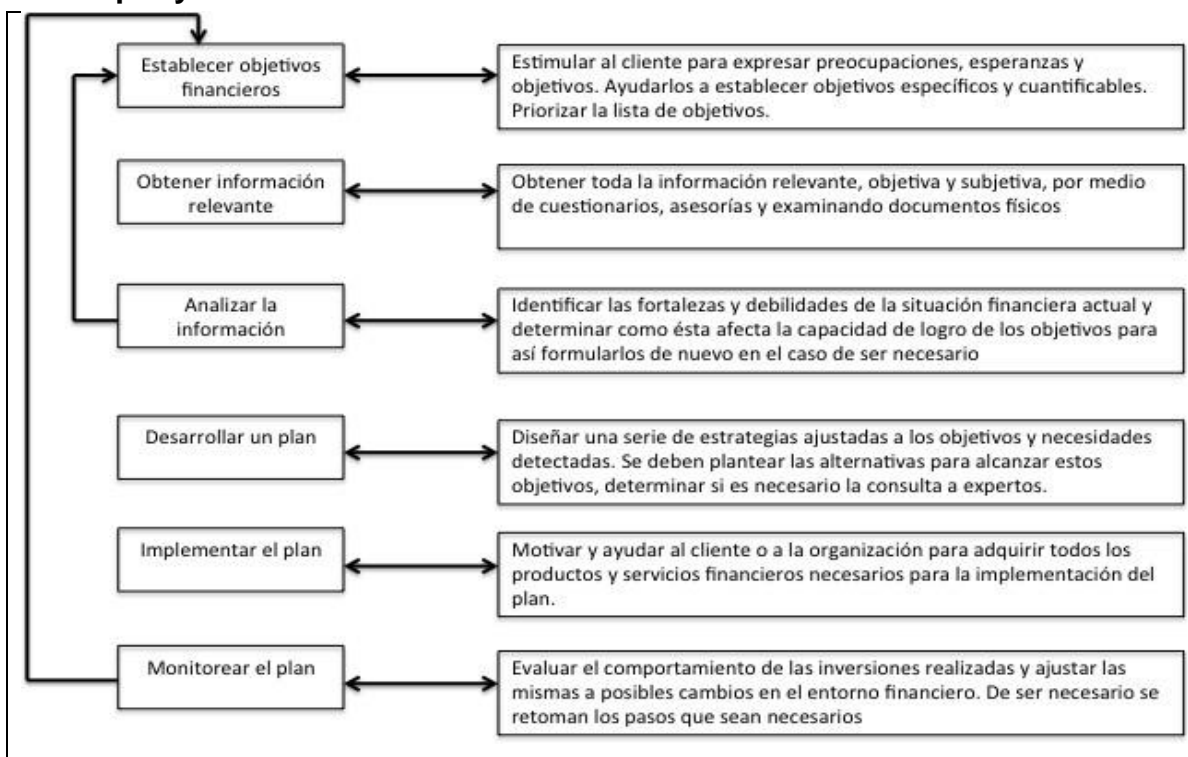 Establecer objetivos
financieros
Estimular al cliente para expresar preocupaciones, esperanzas y
objetivos. Ayudarlos a establecer objetivos específicos y cuantificables.
Priorizar la lista de objetivos.
Obtener información
relevante
Obtener toda la información relevante, objetiva y subjetiva, por medio
de cuestionarios, asesorías y examinando documentos físicos
Analizar la
información
Identificar las fortalezas y debilidades de la situación financiera actual y
determinar como ésta afecta la capacidad de logro de los objetivos para
así formularlos de nuevo en el caso de ser necesario
Desarrollar un plan
Diseñar una serie de estrategias ajustadas a los objetivos y necesidades
detectadas. Se deben plantear las alternativas para alcanzar estos
objetivos, determinar si es necesario la consulta a expertos.
Implementar el plan
Motivar y ayudar al cliente o a la organización para adquirir todos los
productos y servicios financieros necesarios para la implementación del
plan.
Monitorear el plan
Evaluar el comportamiento de las inversiones realizadas y ajustar las
mismas a posibles cambios en el entorno financiero. De ser necesario se
retoman los pasos que sean necesarios